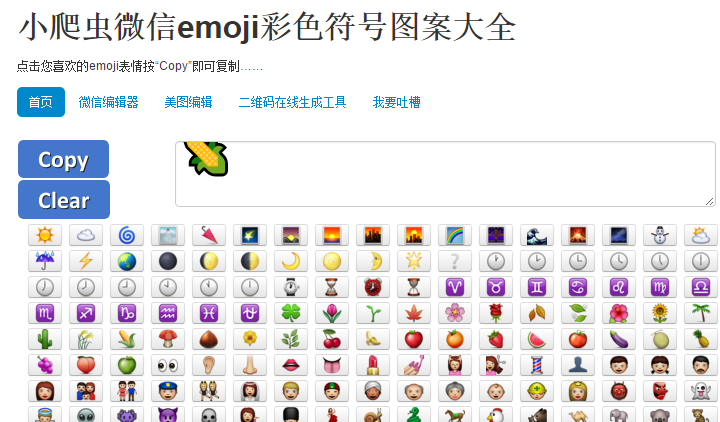 小爬虫微信emoji彩色符号图案大全
点击您喜欢的emoji表情按“Copy”即可复制……
首页 微信编辑器 美图编辑 二维码在线生成工具 我要吐槽
Copy
Clear